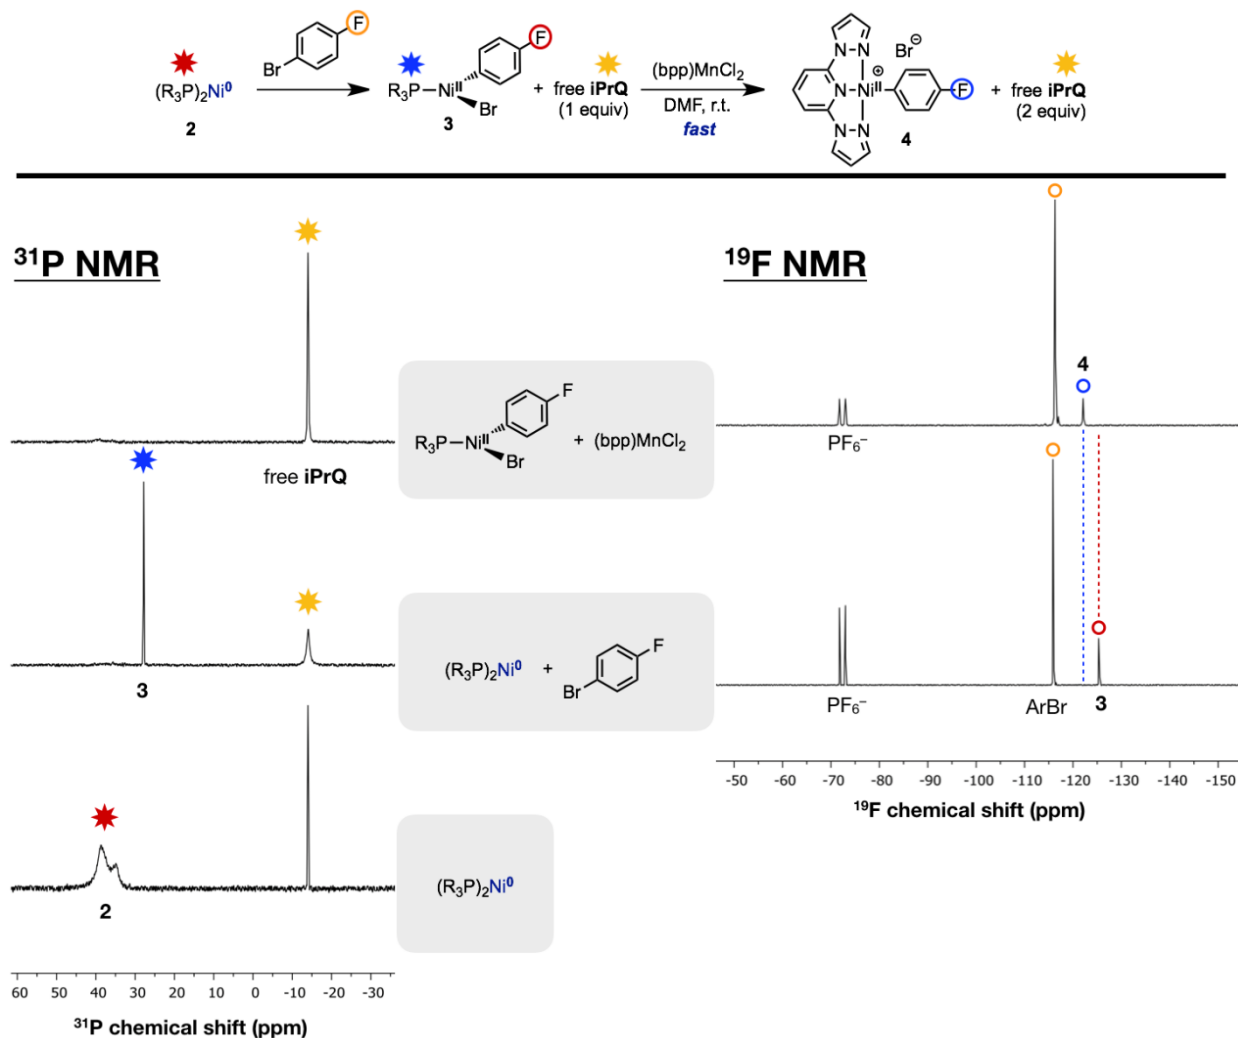 (R₃P)₂Ni⁰
2
Br
F
R₃P
Niᴵᴵ
F
Br
3
+ free iPrQ
(1 equiv)
(bpp)MnCl₂
DMF, r.t.
fast
N
N
N
⊕
Niᴵᴵ
N
N
F
Br⊖
4
+ free iPrQ
(2 equiv)
³¹P NMR
free iPrQ
R₃P
Niᴵᴵ
F
Br
+ (bpp)MnCl₂
3
(R₃P)₂Ni⁰ +
Br
F
2
(R₃P)₂Ni⁰
60 50 40 30 20 10 0 -10 -20 -30
³¹P chemical shift (ppm)
¹⁹F NMR
4
PF₆⁻
PF₆⁻
ArBr
3
-50 -60 -70 -80 -90 -100 -110 -120 -130 -140 -150
¹⁹F chemical shift (ppm)